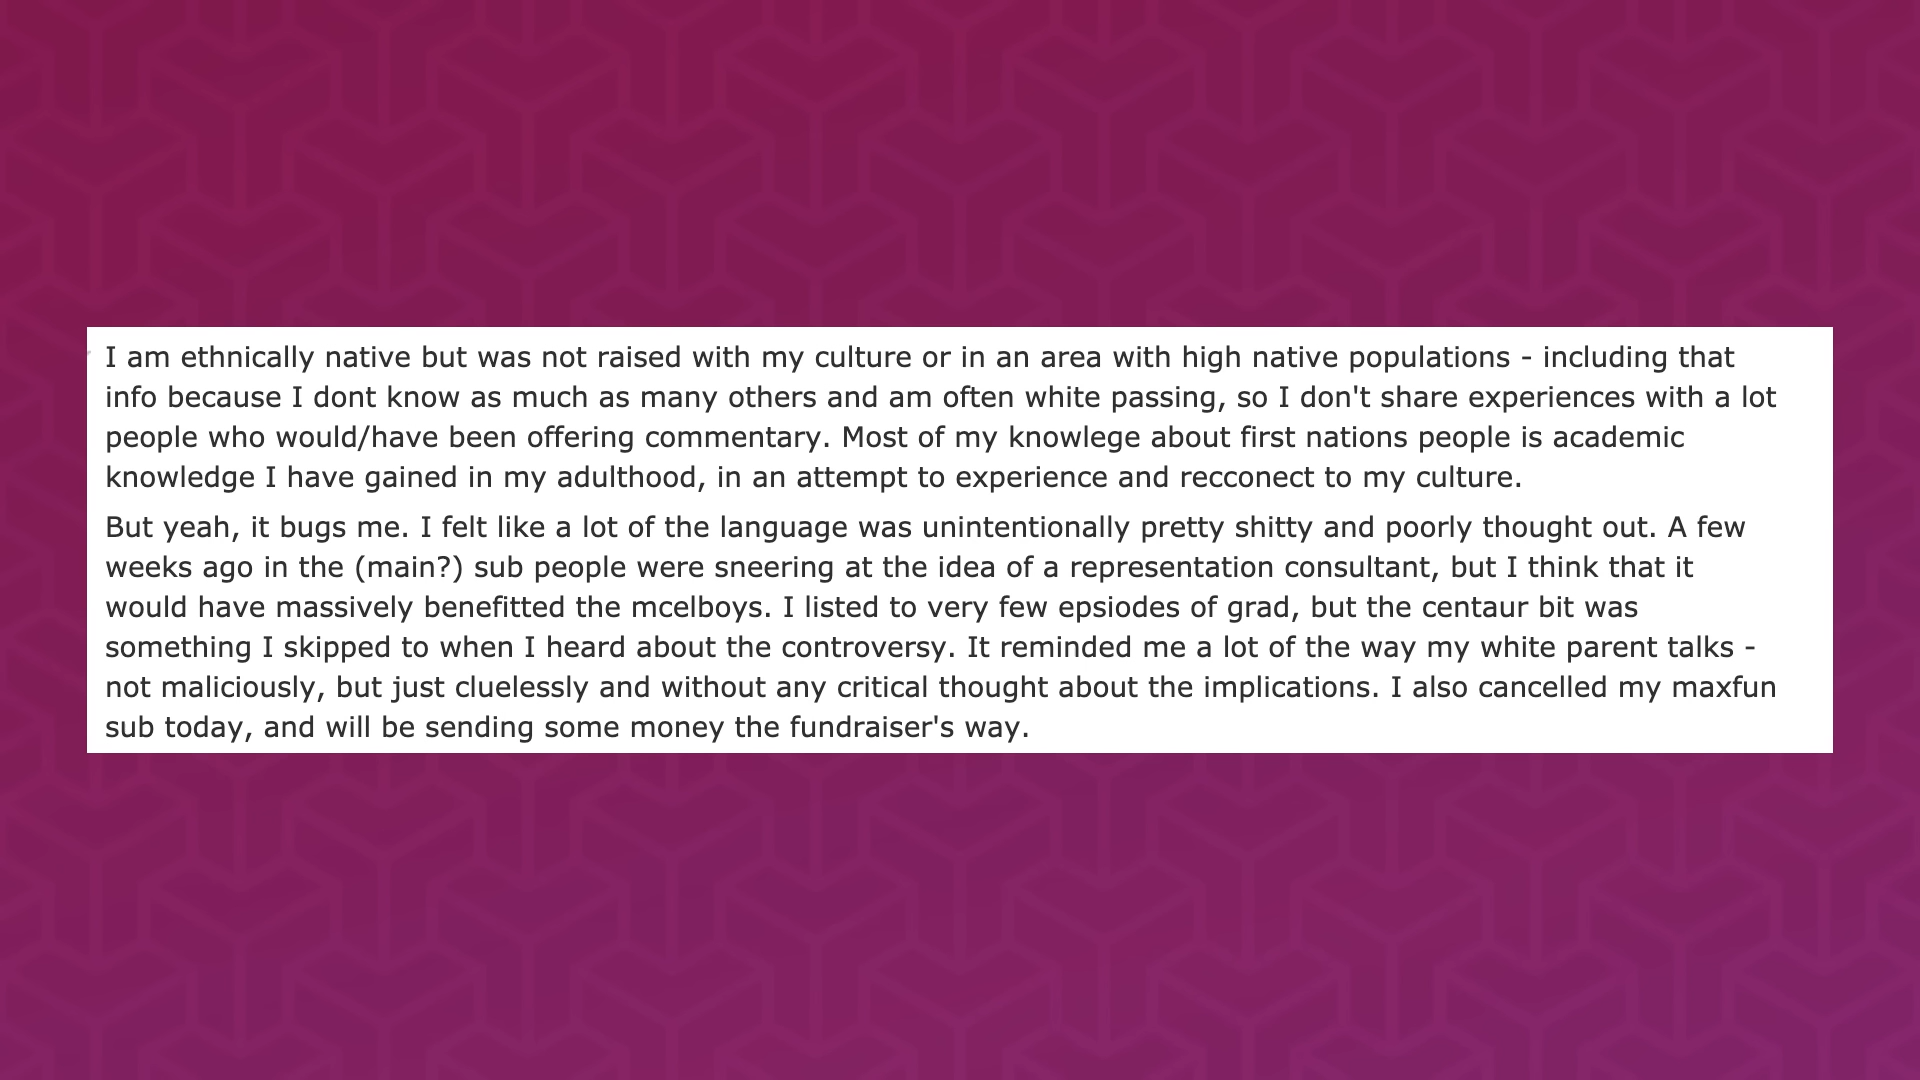 I am ethnically native but was not raised with my culture or in an area with high native populations - including that
info because I dont know as much as many others and am often white passing, so I don't share experiences with a lot
people who would/have been offering commentary. Most of my knowlege about first nations people is academic
knowledge I have gained in my adulthood, in an attempt to experience and recconect to my culture.
But yeah, it bugs me. I felt like a lot of the language was unintentionally pretty shitty and poorly thought out. A few
weeks ago in the (main?) sub people were sneering at the idea of a representation consultant, but I think that it
would have massively benefitted the mcelboys. I listed to very few epsiodes of grad, but the centaur bit was
something I skipped to when I heard about the controversy. It reminded me a lot of the way my white parent talks -
not maliciously, but just cluelessly and without any critical thought about the implications. I also cancelled my maxfun
sub today, and will be sending some money the fundraiser's way.